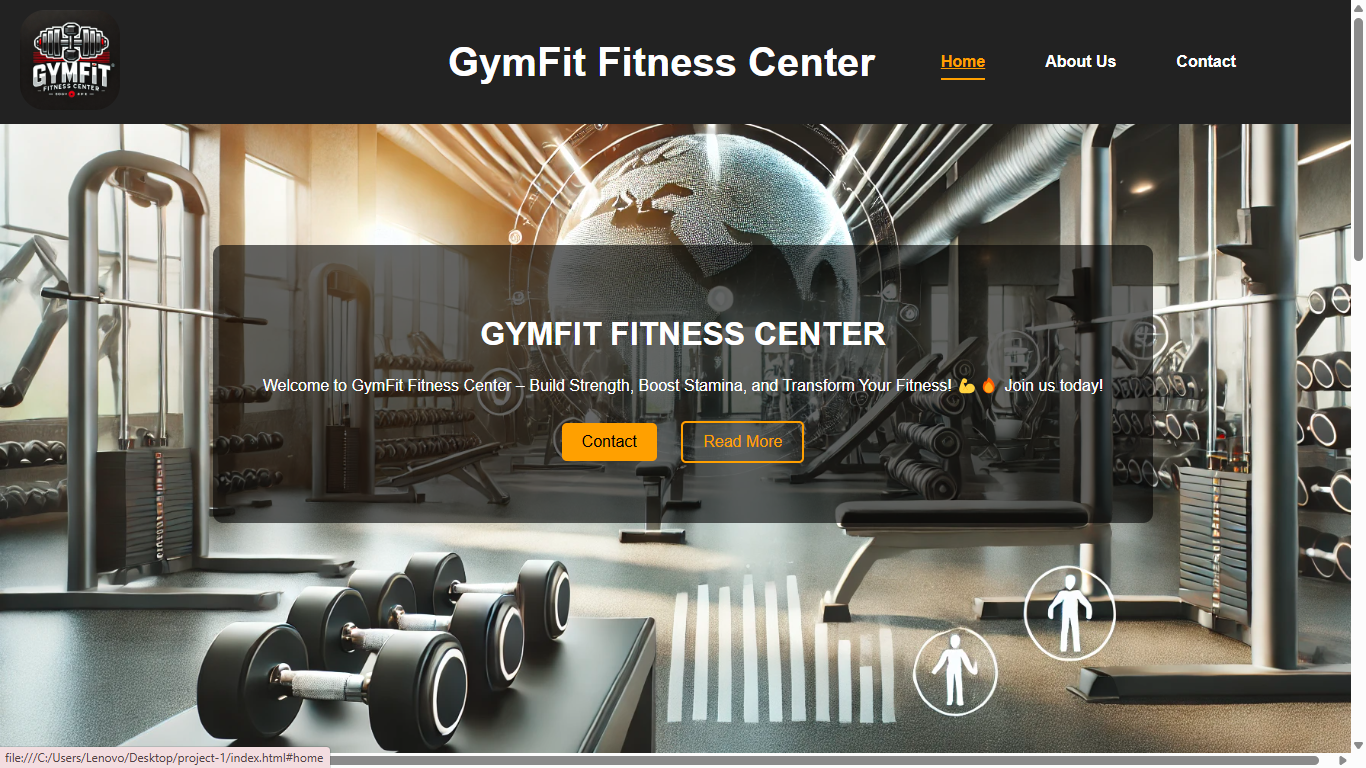 GYMFIT
FITNESS CENTER
GymFit Fitness Center
Home
About Us
Contact
GYMFIT FITNESS CENTER
Welcome to GymFit Fitness Center – Build Strength, Boost Stamina, and Transform Your Fitness! 💪🔥 Join us today!
Contact
Read More
file:///C:/Users/Lenovo/Desktop/project-1/index.html#home